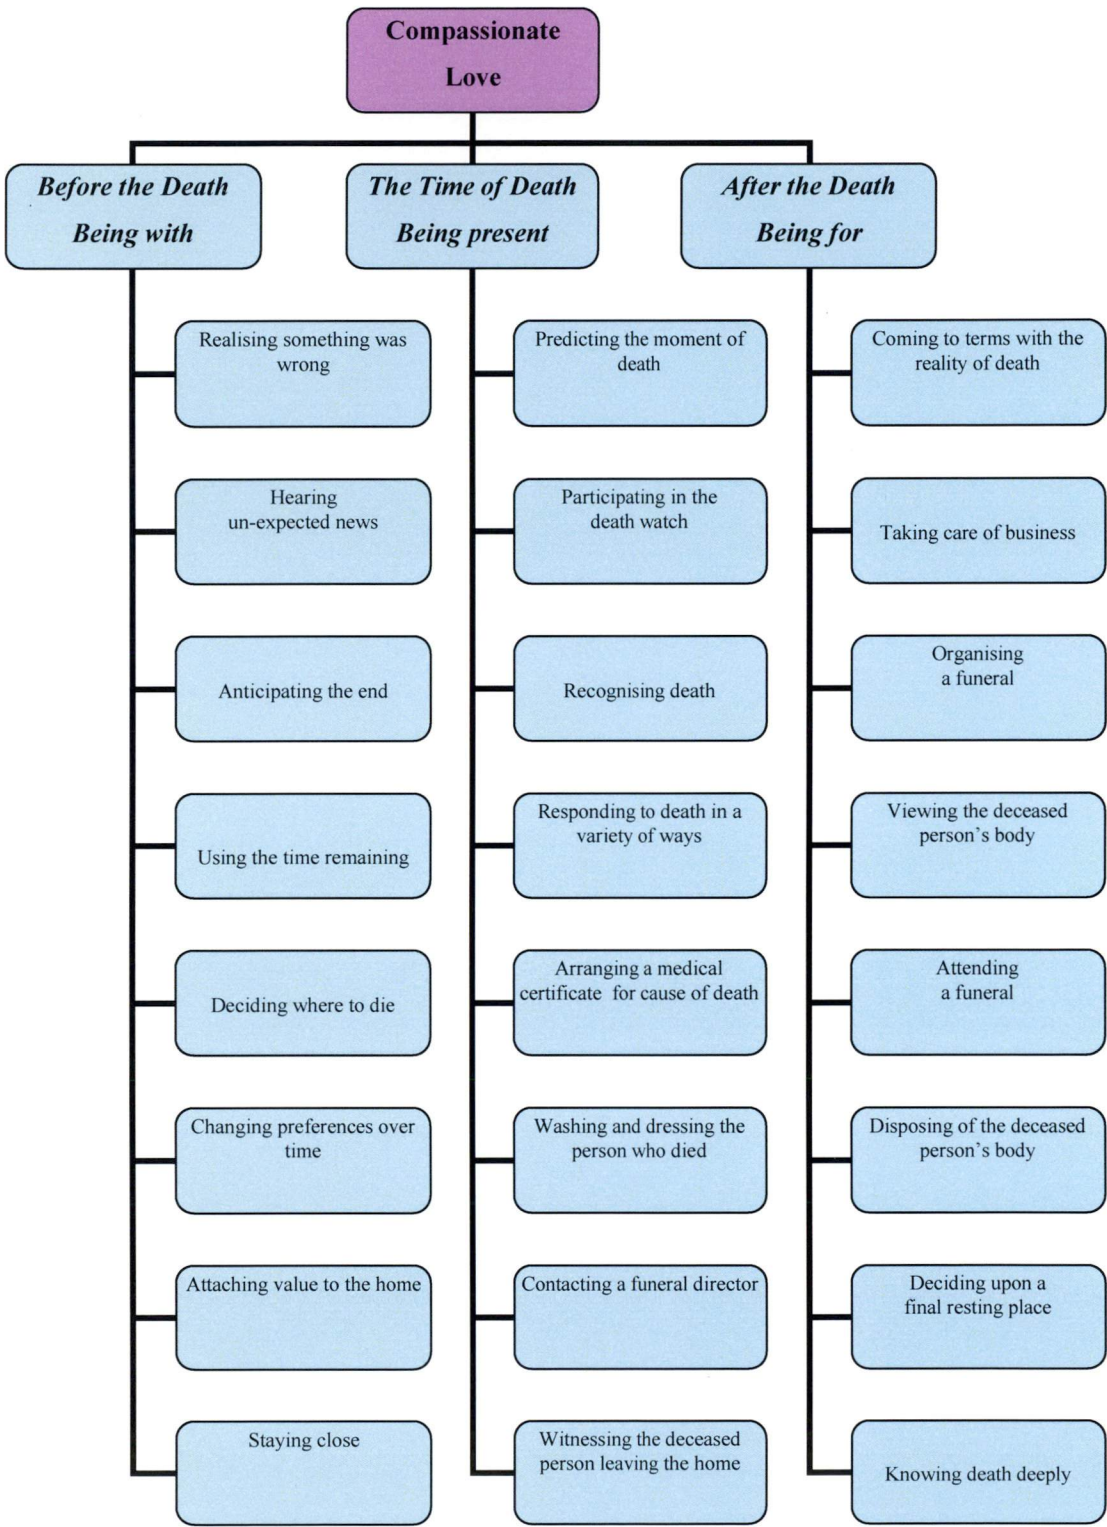 Compassionate
Love
Before the Death
Being with
The Time of Death
Being present
After the Death
Being for
Realising something was
wrong
Hearing
un-expected news
Anticipating the end
Using the time remaining
Deciding where to die
Changing preferences over
time
Attaching value to the home
Staying close
Predicting the moment of
death
Participating in the
death watch
Recognising death
Responding to death in a
variety of ways
Arranging a medical
certificate for cause of death
Washing and dressing the
person who died
Contacting a funeral director
Witnessing the deceased
person leaving the home
Coming to terms with the
reality of death
Taking care of business
Organising
a funeral
Viewing the deceased
person's body
Attending
a funeral
Disposing of the deceased
person's body
Deciding upon a
final resting place
Knowing death deeply